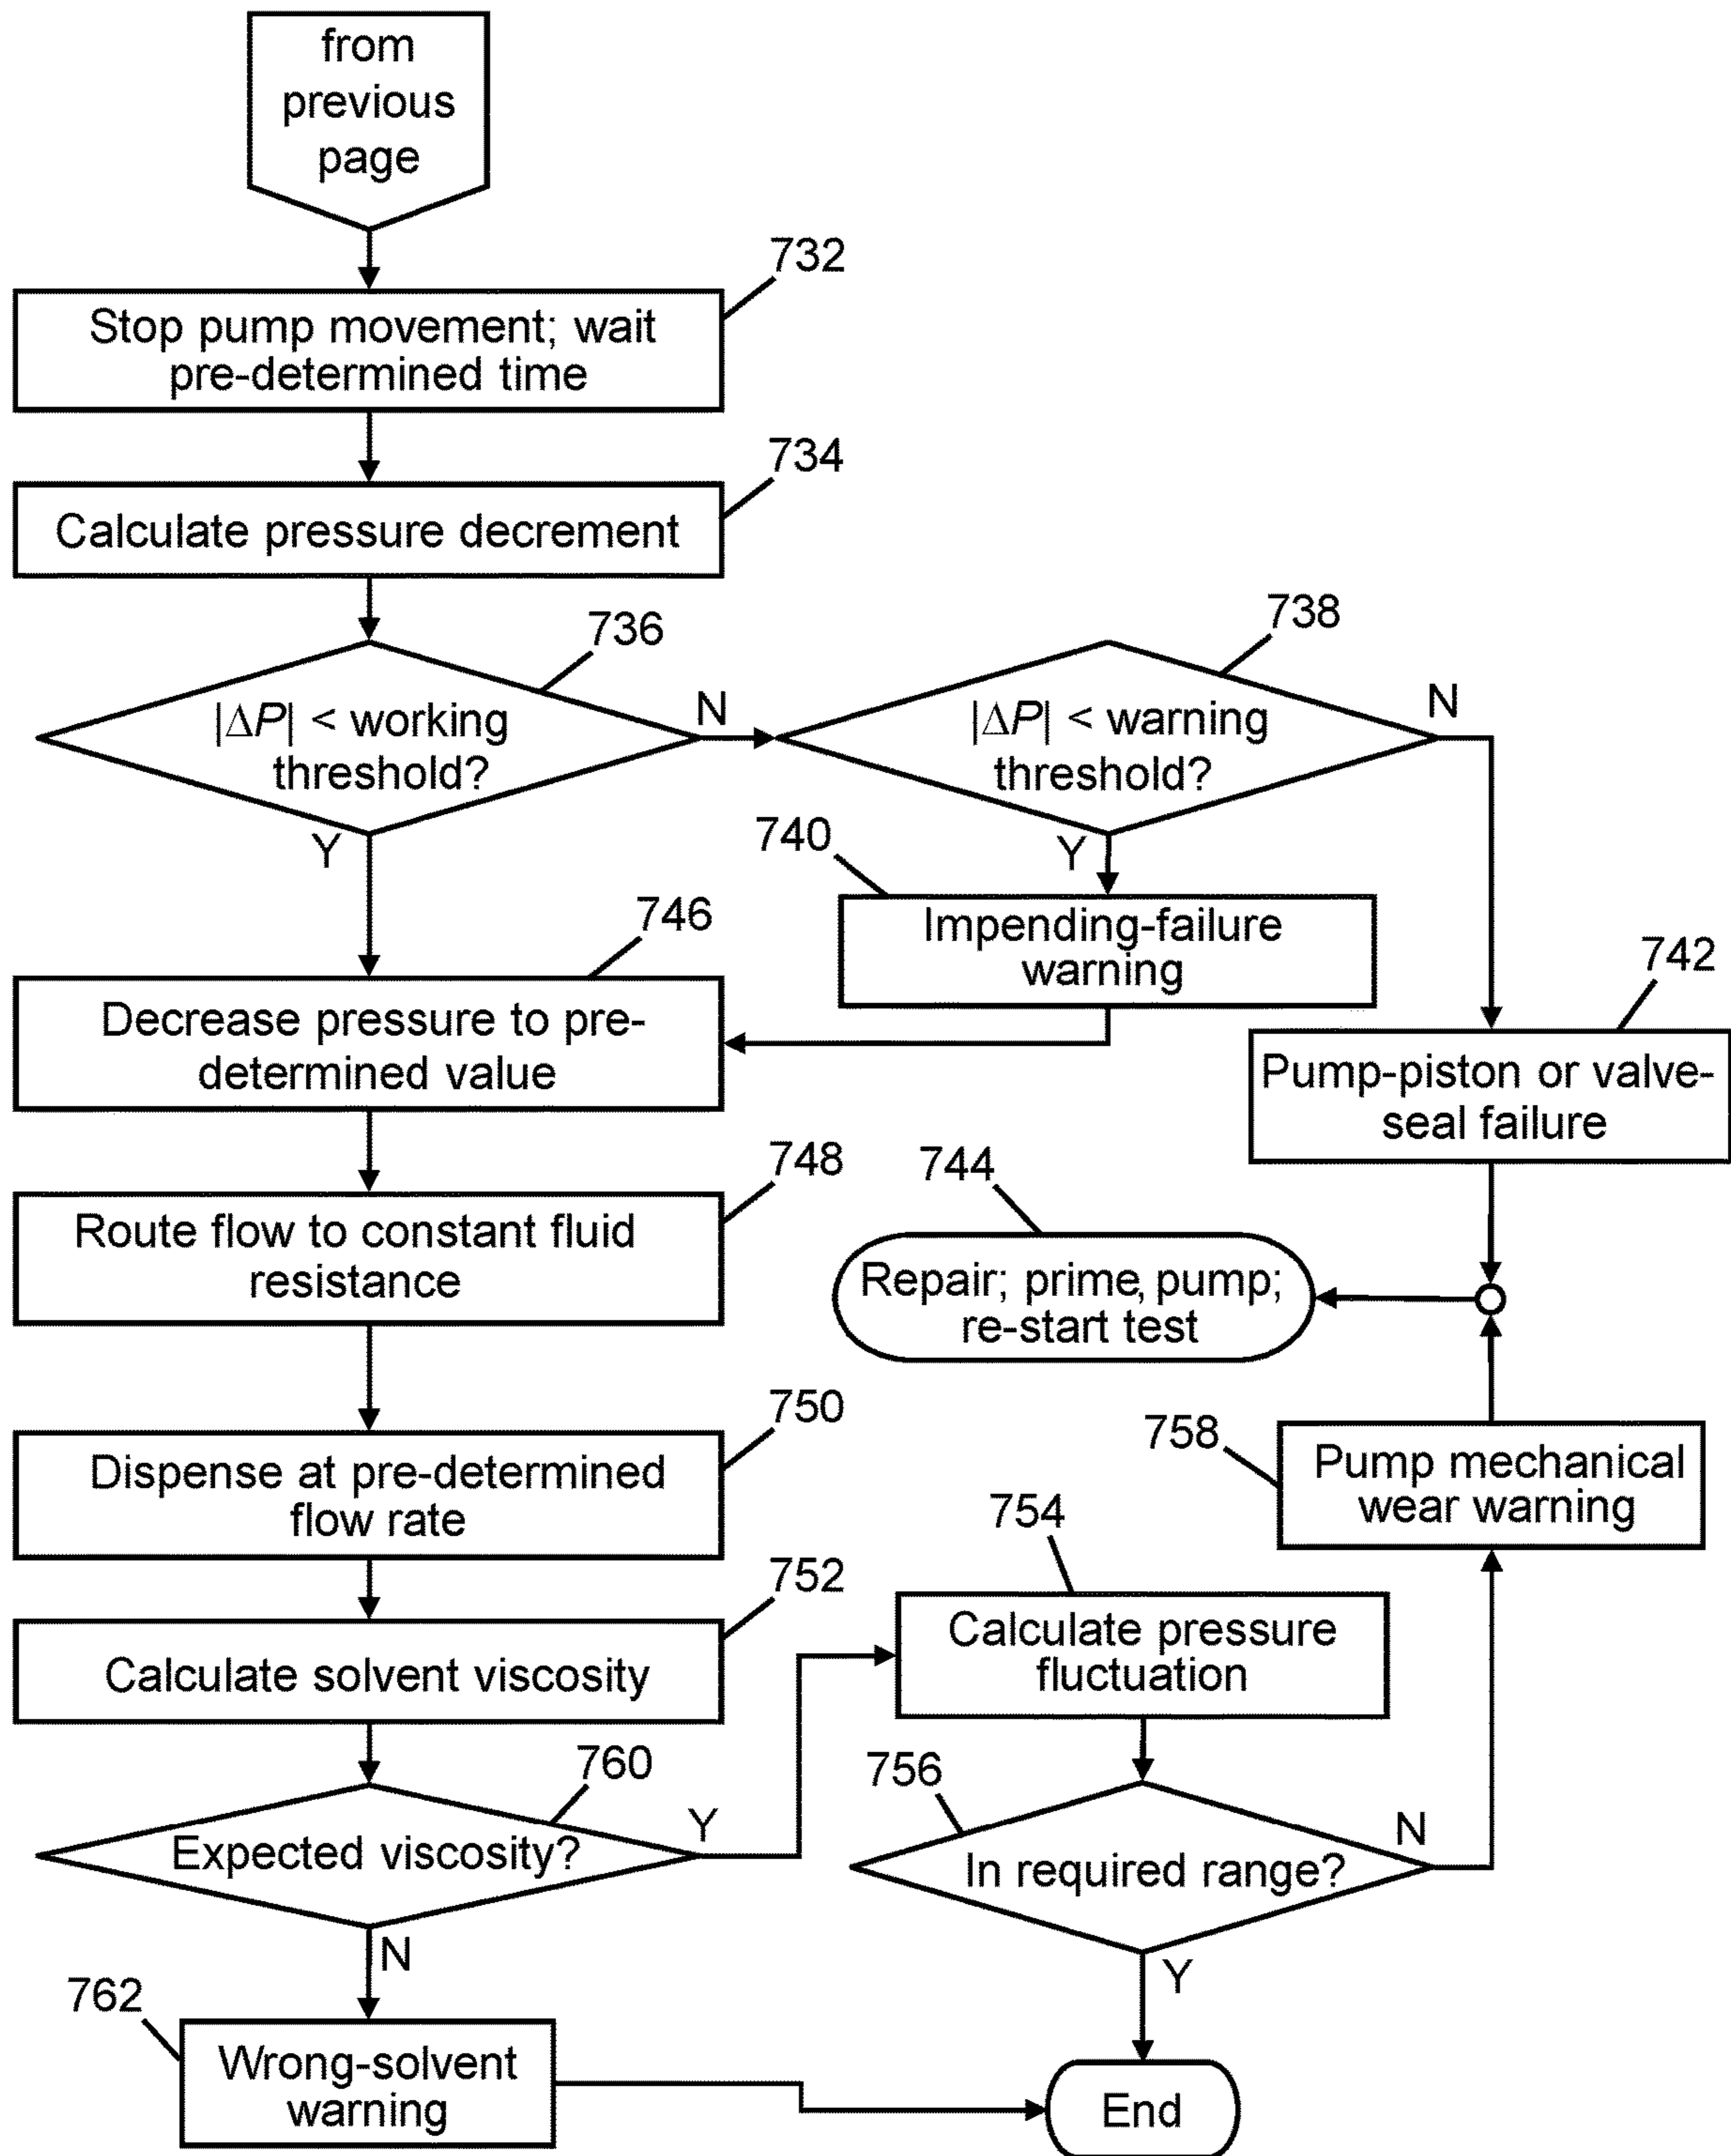 from
previous
page
732
Stop pump movement; wait
pre-determined time
734
Calculate pressure decrement
736
|ΔP| < working
threshold?
N
Y
738
|ΔP| < warning
threshold?
N
Y
740
Impending-failure
warning
742
Pump-piston or valve-
seal failure
744
Repair; prime, pump;
re-start test
746
Decrease pressure to pre-
determined value
748
Route flow to constant fluid
resistance
750
Dispense at pre-determined
flow rate
752
Calculate solvent viscosity
760
Expected viscosity?
Y
N
754
Calculate pressure
fluctuation
756
In required range?
N
Y
758
Pump mechanical
wear warning
762
Wrong-solvent
warning
End